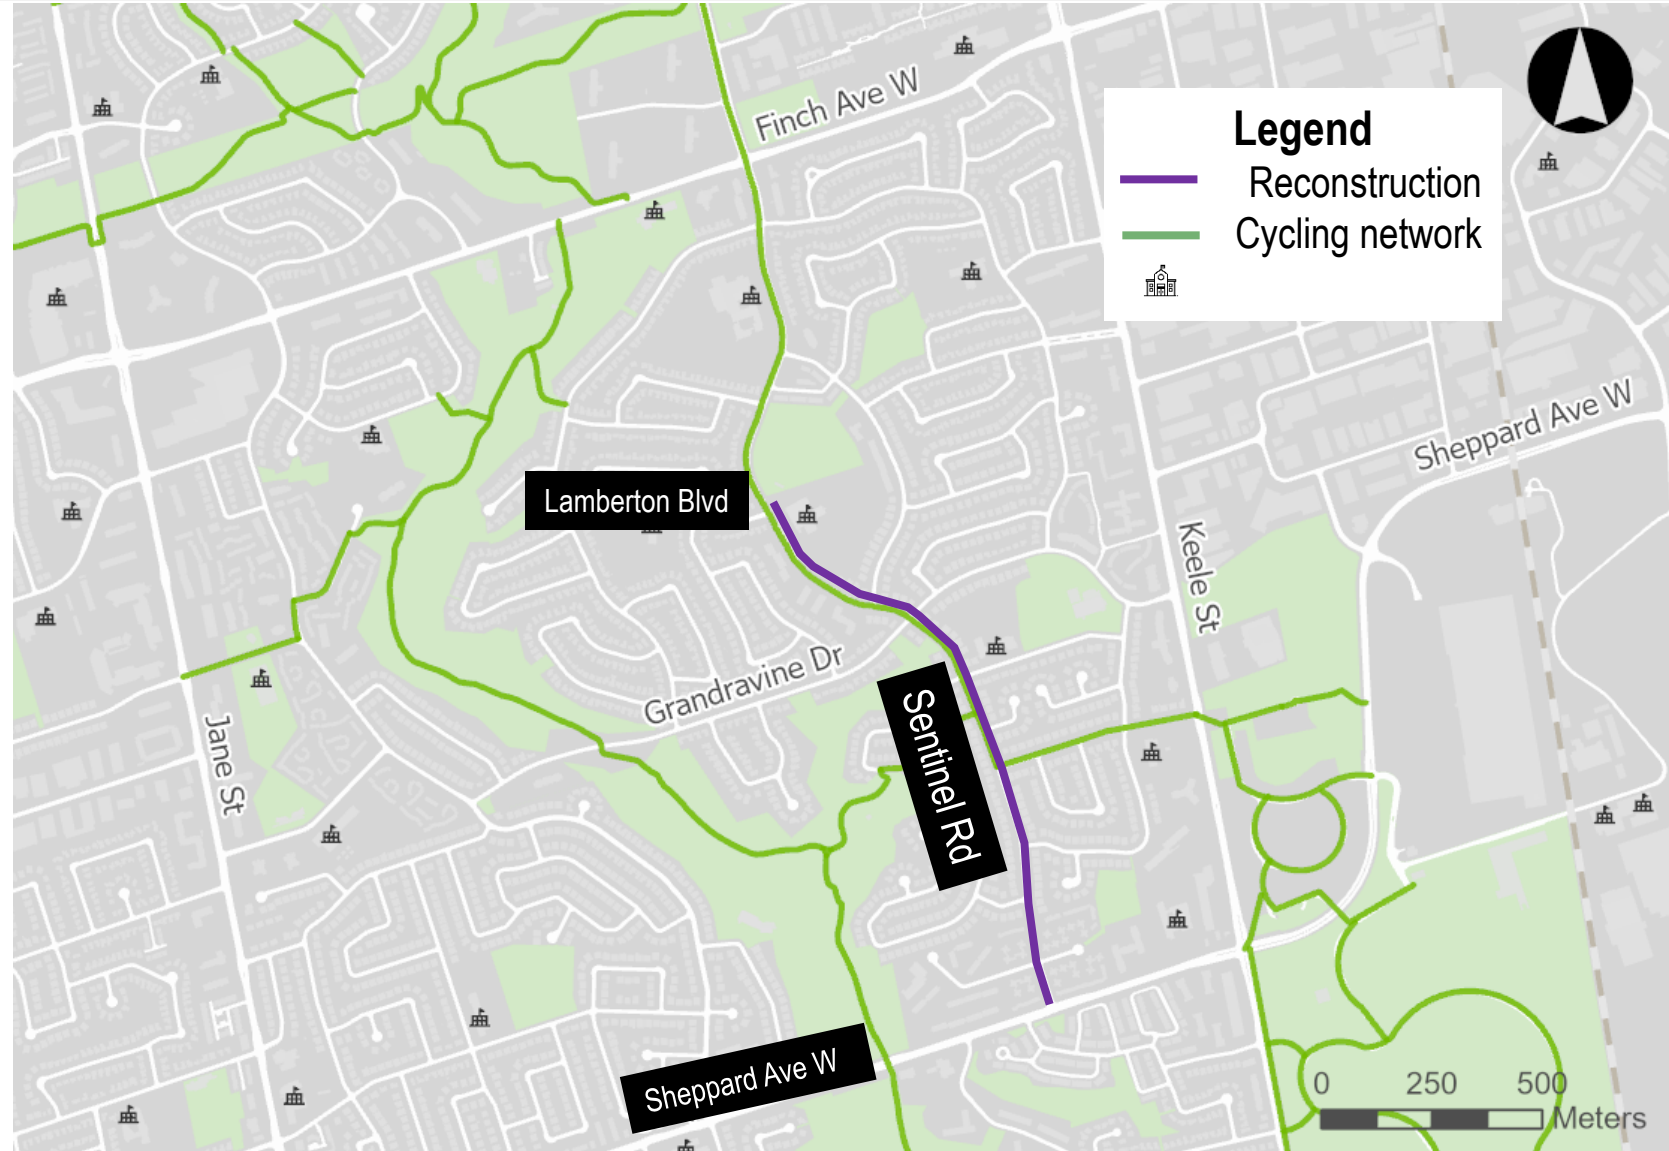 Finch Ave W
Legend
Reconstruction
Cycling network
Sheppard Ave W
Lamberton Blvd
Keele St
Grandravine Dr
Sentinel Rd
Jane St
Sheppard Ave W
0 250 500
Meters